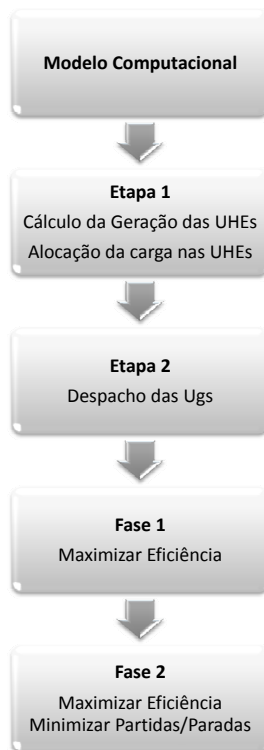 Modelo Computacional
Etapa 1
Cálculo da Geração das UHEs
Alocação da carga nas UHEs
Etapa 2
Despacho das Ugs
Fase 1
Maximizar Eficiência
Fase 2
Maximizar Eficiência
Minimizar Partidas/Paradas